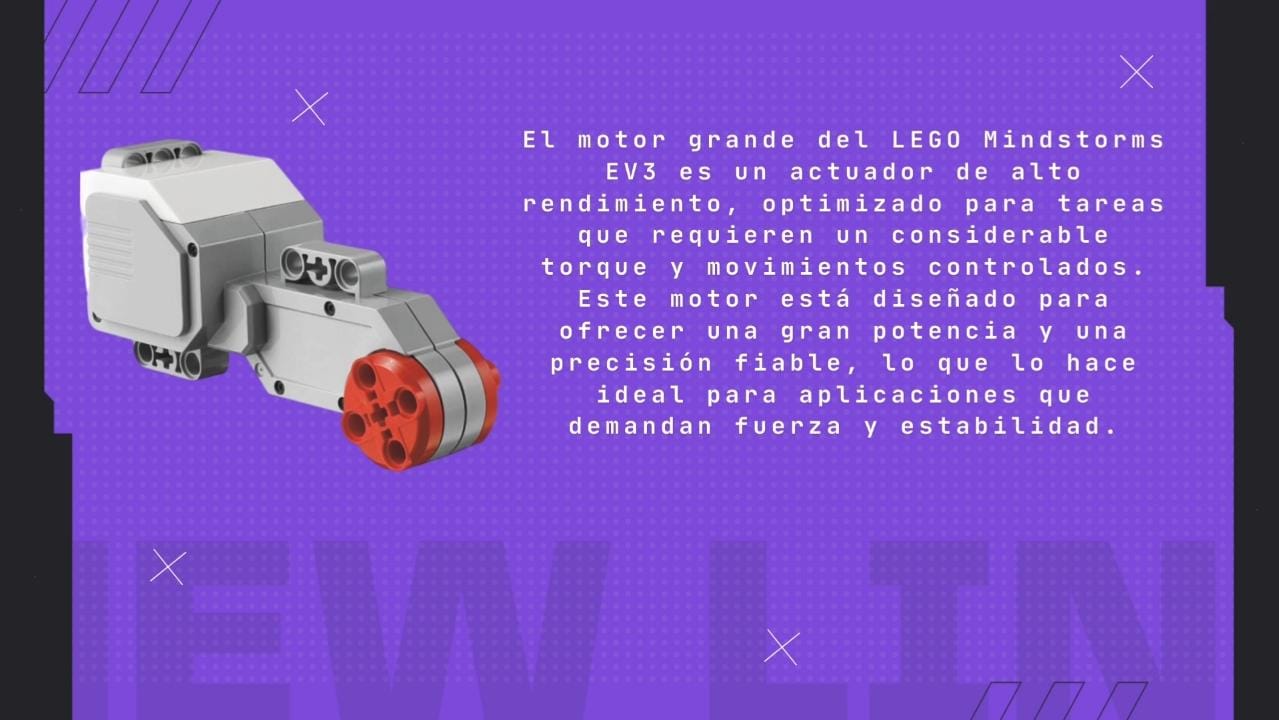 El motor grande del LEGO Mindstorms
EV3 es un actuador de alto
rendimiento, optimizado para tareas
que requieren un considerable
torque y movimientos controlados.
Este motor está diseñado para
ofrecer una gran potencia y una
precisión fiable, lo que lo hace
ideal para aplicaciones que
demandan fuerza y estabilidad.
EW LIN